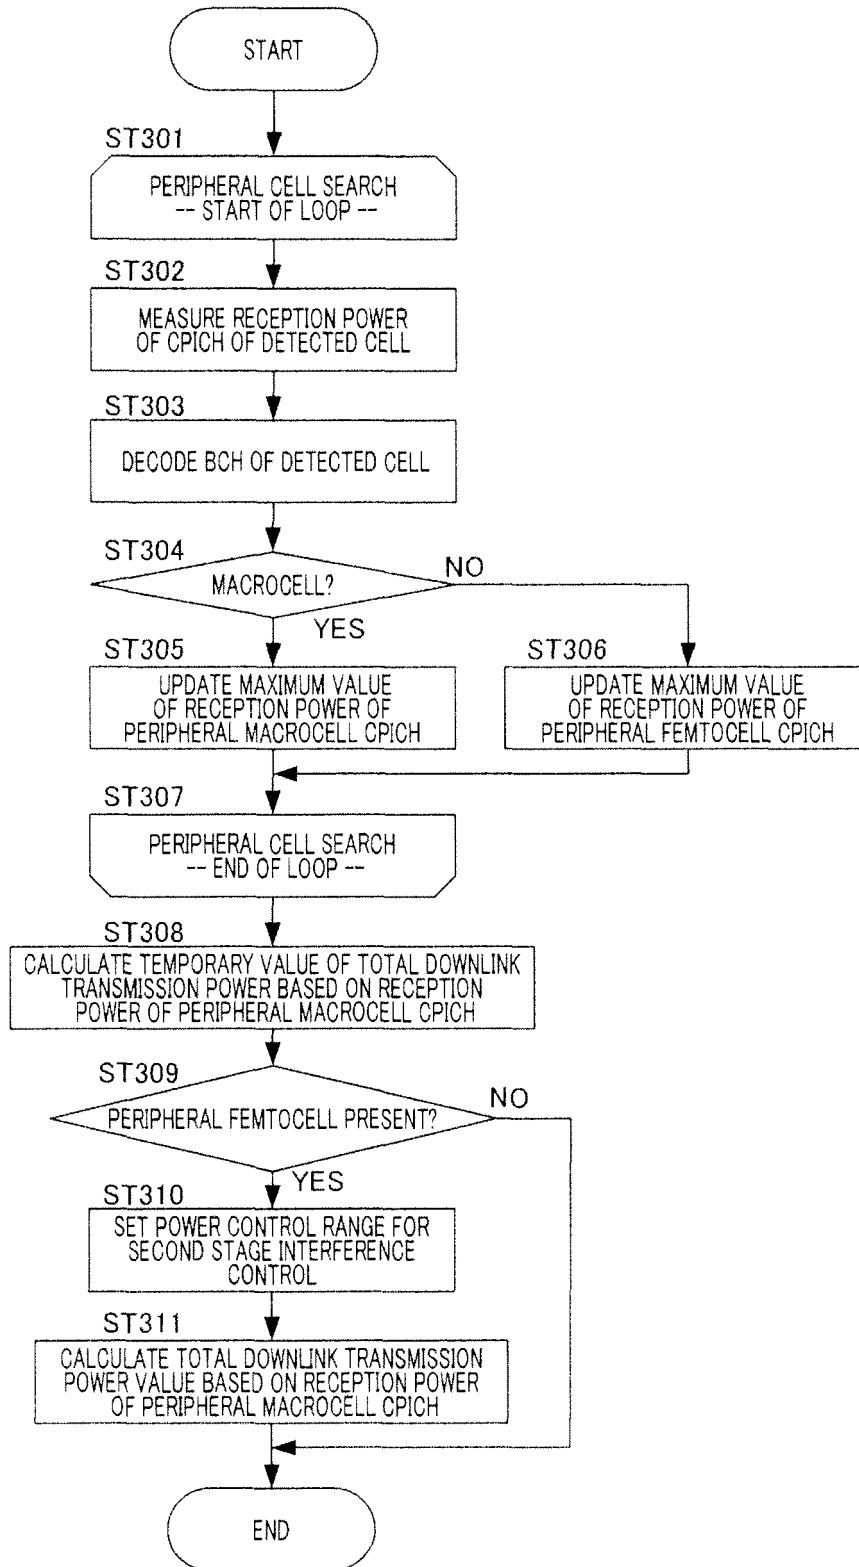 START
ST301
PERIPHERAL CELL SEARCH
-- START OF LOOP --
ST302
MEASURE RECEPTION POWER
OF CPICH OF DETECTED CELL
ST303
DECODE BCH OF DETECTED CELL
ST304
MACROCELL?
NO
YES
ST305
UPDATE MAXIMUM VALUE
OF RECEPTION POWER OF
PERIPHERAL MACROCELL CPICH
ST306
UPDATE MAXIMUM VALUE
OF RECEPTION POWER OF
PERIPHERAL FEMTOCELL CPICH
ST307
PERIPHERAL CELL SEARCH
-- END OF LOOP --
ST308
CALCULATE TEMPORARY VALUE OF TOTAL DOWNLINK
TRANSMISSION POWER BASED ON RECEPTION
POWER OF PERIPHERAL MACROCELL CPICH
ST309
PERIPHERAL FEMTOCELL PRESENT?
NO
YES
ST310
SET POWER CONTROL RANGE FOR
SECOND STAGE INTERFERENCE
CONTROL
ST311
CALCULATE TOTAL DOWNLINK TRANSMISSION
POWER VALUE BASED ON RECEPTION POWER
OF PERIPHERAL MACROCELL CPICH
END